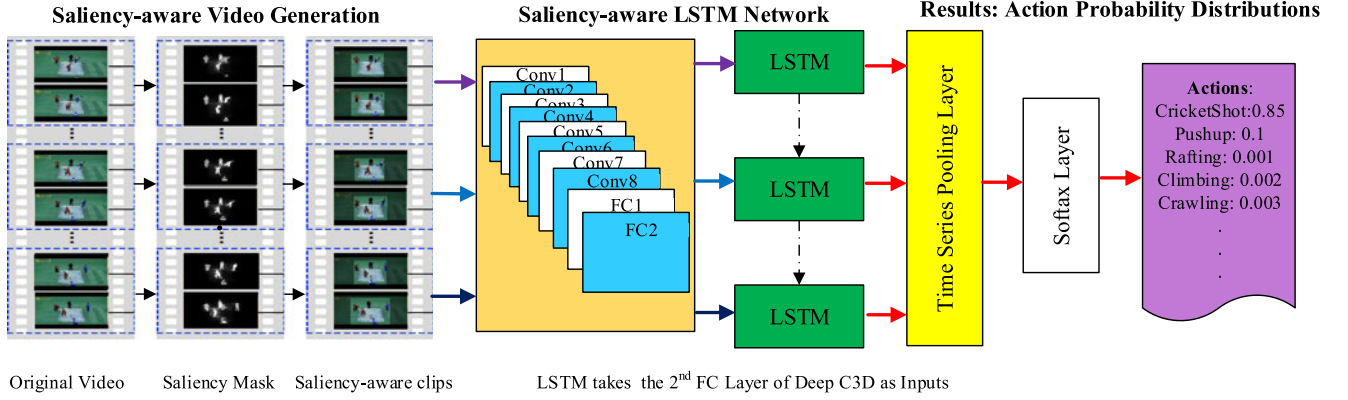 Saliency-aware Video Generation
Saliency-aware LSTM Network
Results: Action Probability Distributions
Conv1
Conv2
Conv3
Conv4
Conv5
Conv6
Conv7
Conv8
FC1
FC2
LSTM
LSTM
LSTM
Time Series Pooling Layer
Softax Layer
Actions:
CricketShot:0.85
Pushup: 0.1
Rafting: 0.001
Climbing: 0.002
Crawling: 0.003
.
.
.
Original Video
Saliency Mask
Saliency-aware clips
LSTM takes the 2nd FC Layer of Deep C3D as Inputs